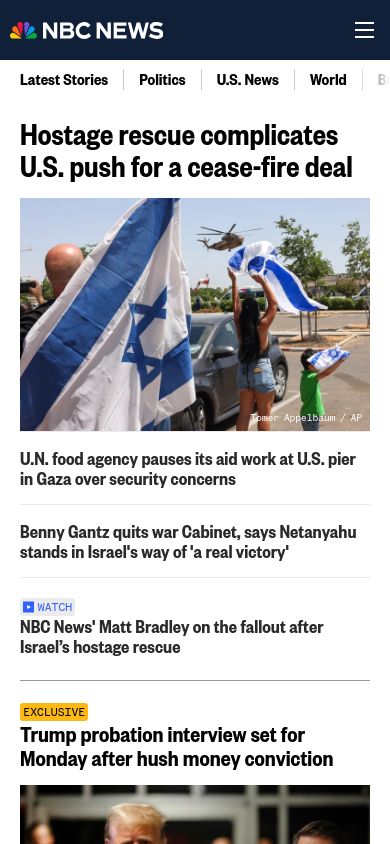 NBC NEWS
Latest Stories
Politics
U.S. News
World
Hostage rescue complicates
U.S. push for a cease-fire deal
Tomer Appelbaum / AP
U.N. food agency pauses its aid work at U.S. pier
in Gaza over security concerns
Benny Gantz quits war Cabinet, says Netanyahu
stands in Israel's way of 'a real victory'
WATCH
NBC News' Matt Bradley on the fallout after
Israel’s hostage rescue
EXCLUSIVE
Trump probation interview set for
Monday after hush money conviction